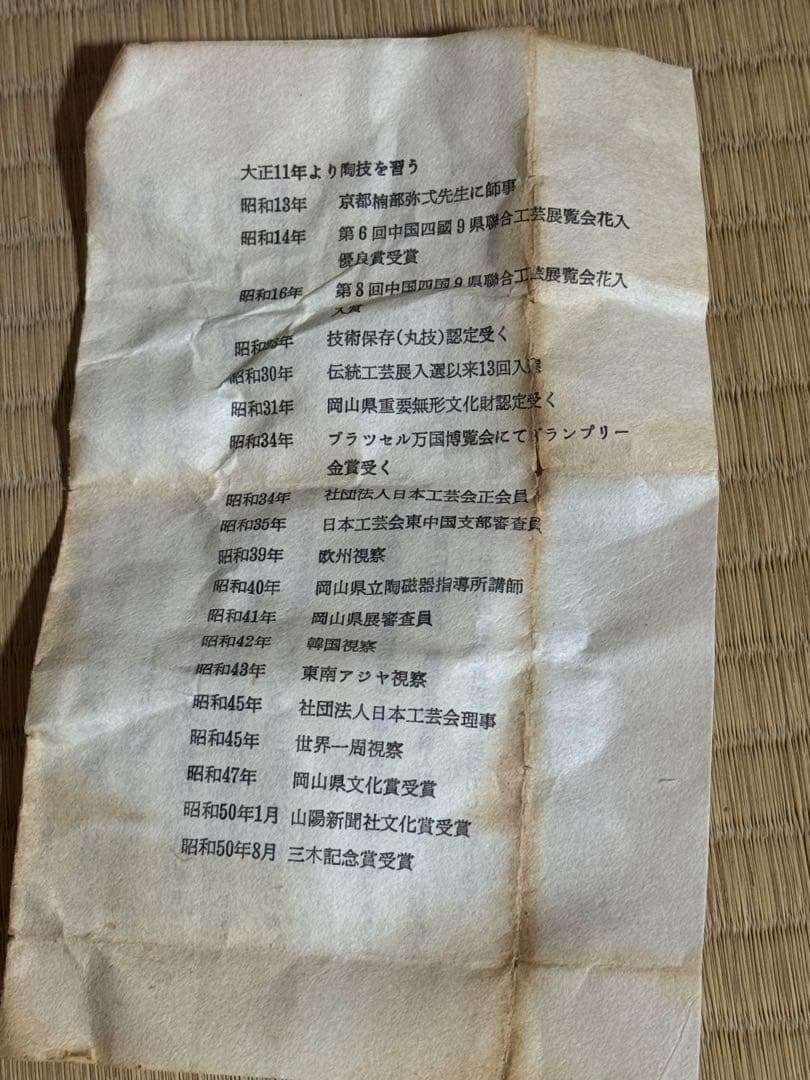 大正11年より陶技を習う
昭和13年 京都楠部弥弌先生に師事
昭和14年 第6回中国四國9県聯合工芸展覧会花入
優良賞受賞
昭和16年 第8回中国四国9県聯合工芸展覧会花入
入賞
昭和 年 技術保存(丸技)認定受く
昭和30年 伝統工芸展入選以来13回入選
昭和31年 岡山県重要無形文化財認定受く
昭和34年 ブラツセル万国博覧会にてグランプリー
金賞受く
昭和34年 社団法人日本工芸会正会員
昭和35年 日本工芸会東中国支部審査員
昭和39年 欧州視察
昭和40年 岡山県立陶磁器指導所講師
昭和41年 岡山県展審査員
昭和42年 韓国視察
昭和43年 東南アジヤ視察
昭和45年 社団法人日本工芸会理事
昭和45年 世界一周視察
昭和47年 岡山県文化賞受賞
昭和50年1月 山陽新聞社文化賞受賞
昭和50年8月 三木記念賞受賞